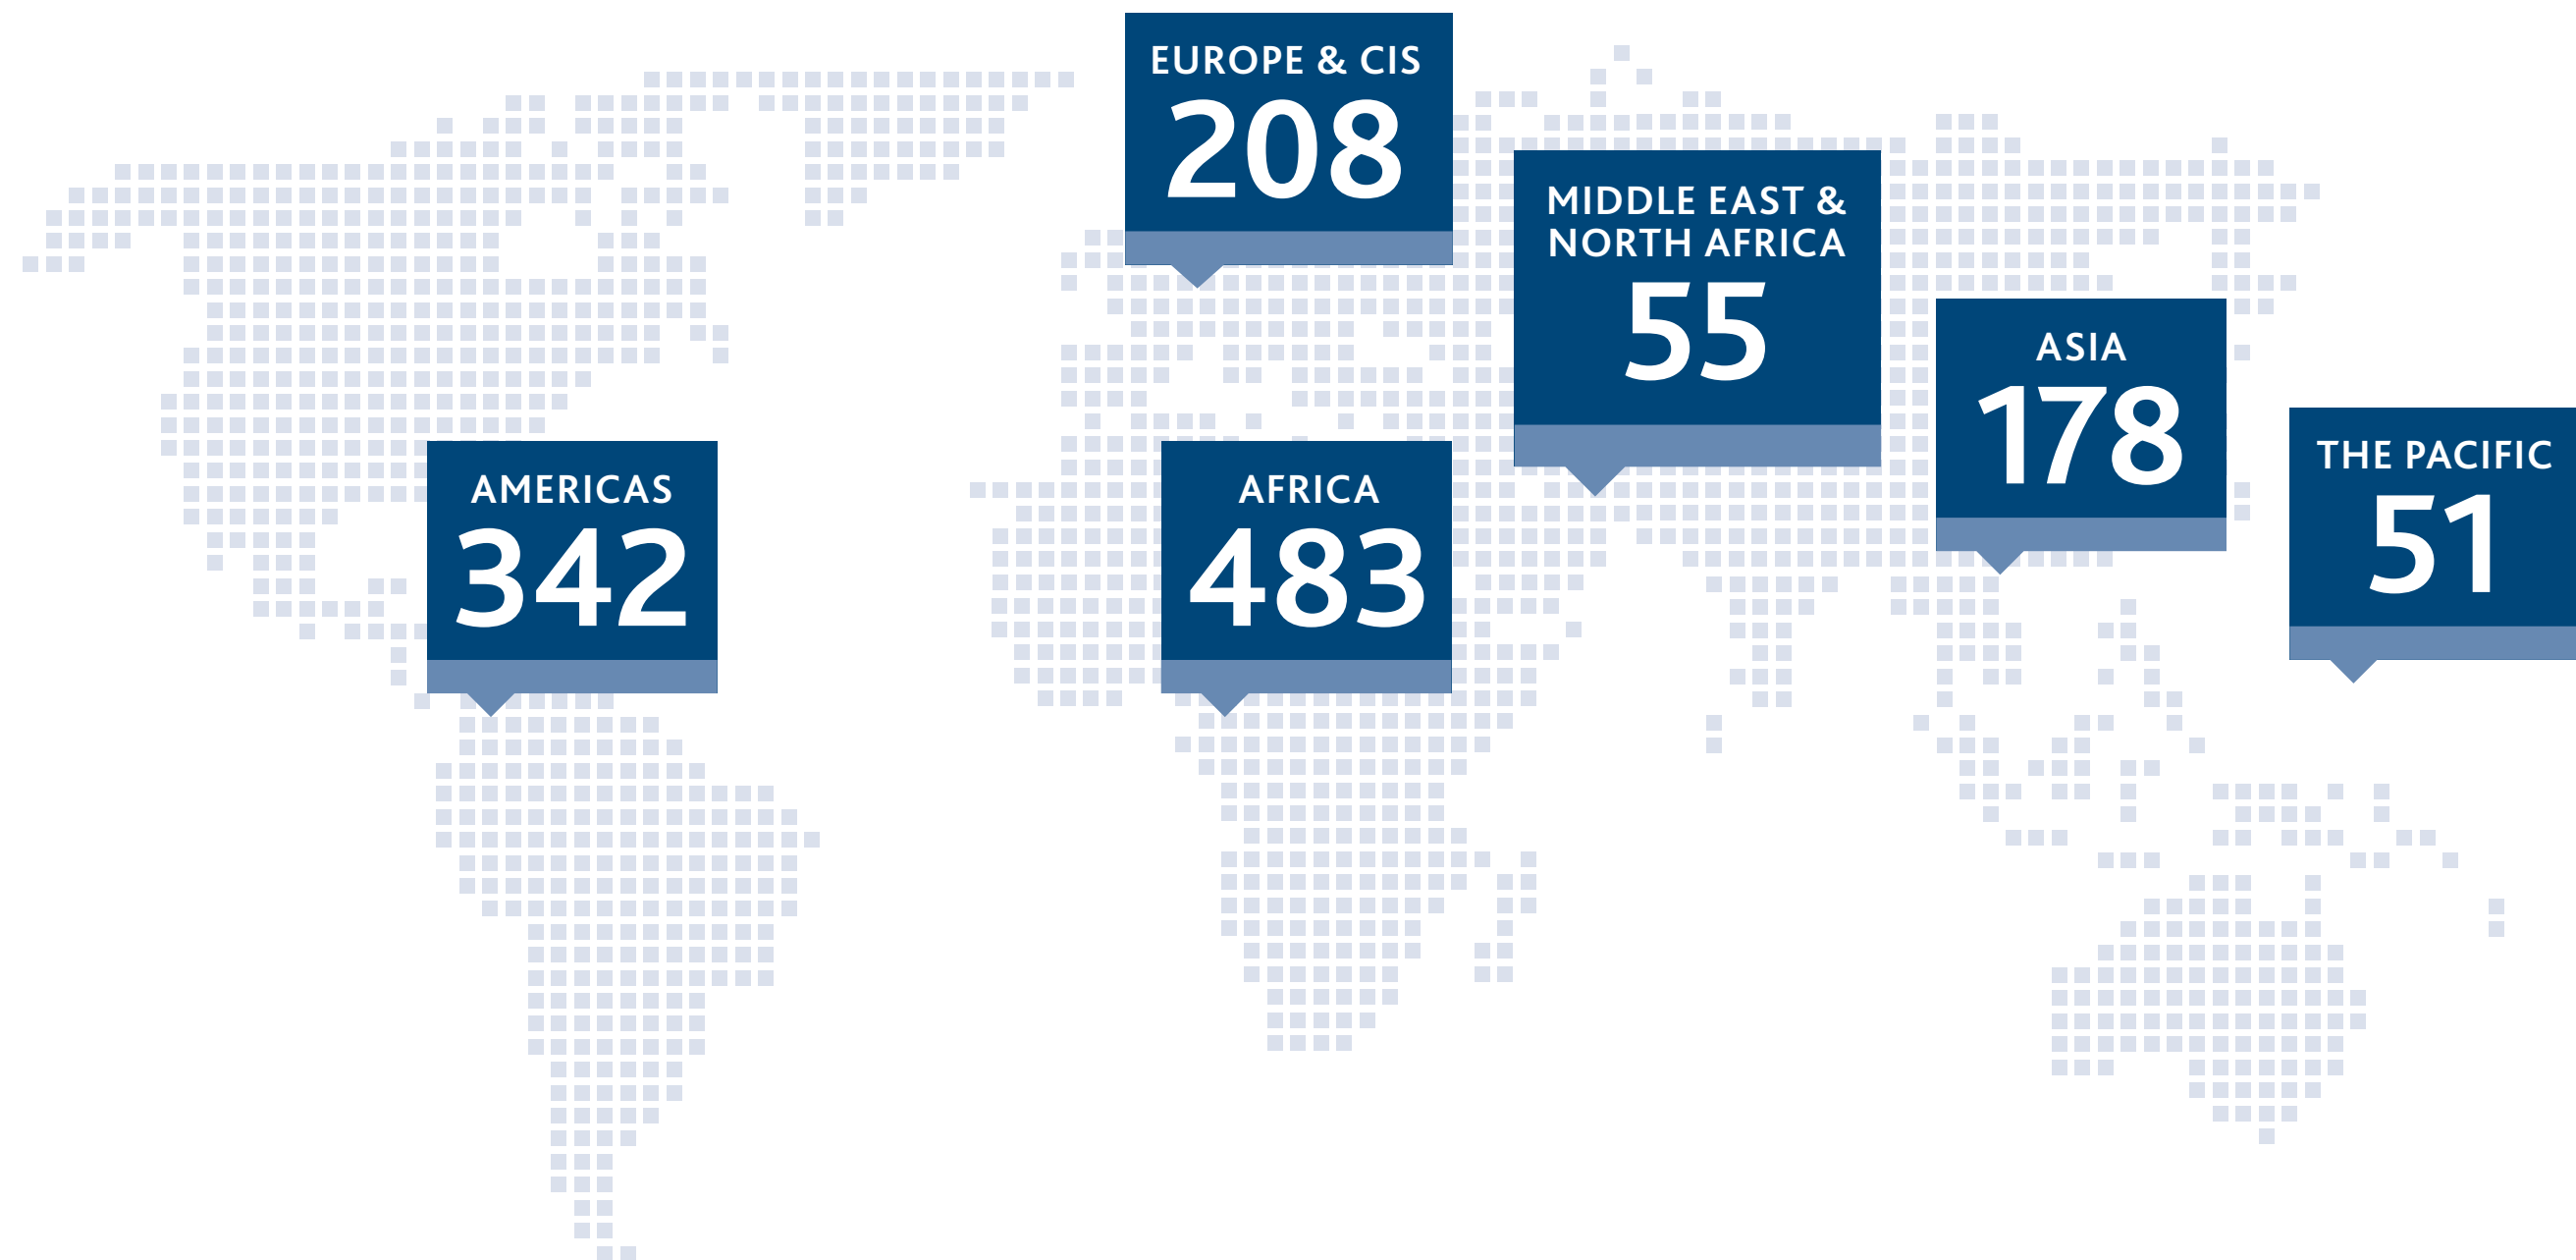 EUROPE & CIS
208
MIDDLE EAST &
NORTH AFRICA
55
ASIA
178
THE PACIFIC
51
AMERICAS
342
AFRICA
483